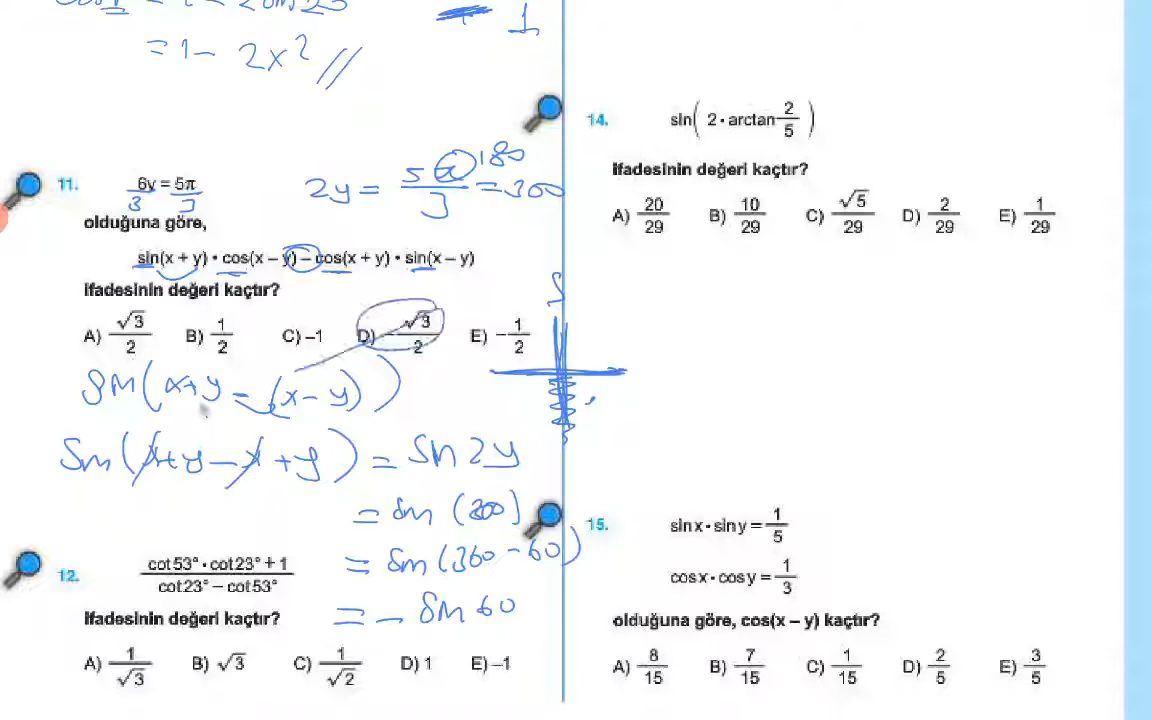 = 1 - 2x² //
1
11. 6y = 5π
3 3
2y = 5π/3 = 300
180
olduğuna göre,
sin(x + y) • cos(x – y) – cos(x + y) • sin(x – y)
ifadesinin değeri kaçtır?
A) √3/2 B) 1/2 C) –1 D) –√3/2 E) –1/2
sin(x+y - (x - y))
sin(x+y - x + y) = sin 2y
= sin (300)
= sin (360 - 60)
= - sin 60
12. cot53° • cot23° + 1 / cot23° – cot53°
ifadesinin değeri kaçtır?
A) 1/√3 B) √3 C) 1/√2 D) 1 E) –1
14. sin( 2 • arctan 2/5 )
ifadesinin değeri kaçtır?
A) 20/29 B) 10/29 C) √5/29 D) 2/29 E) 1/29
15. sinx • siny = 1/5
cosx • cosy = 1/3
olduğuna göre, cos(x – y) kaçtır?
A) 8/15 B) 7/15 C) 1/15 D) 2/5 E) 3/5